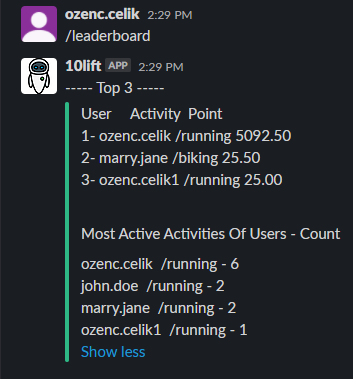 ozenc.celik 2:29 PM
/leaderboard
10lift APP 2:29 PM
----- Top 3 -----
User Activity Point
1- ozenc.celik /running 5092.50
2- marry.jane /biking 25.50
3- ozenc.celik1 /running 25.00
Most Active Activities Of Users - Count
ozenc.celik /running - 6
john.doe /running - 2
marry.jane /running - 2
ozenc.celik1 /running - 1
Show less